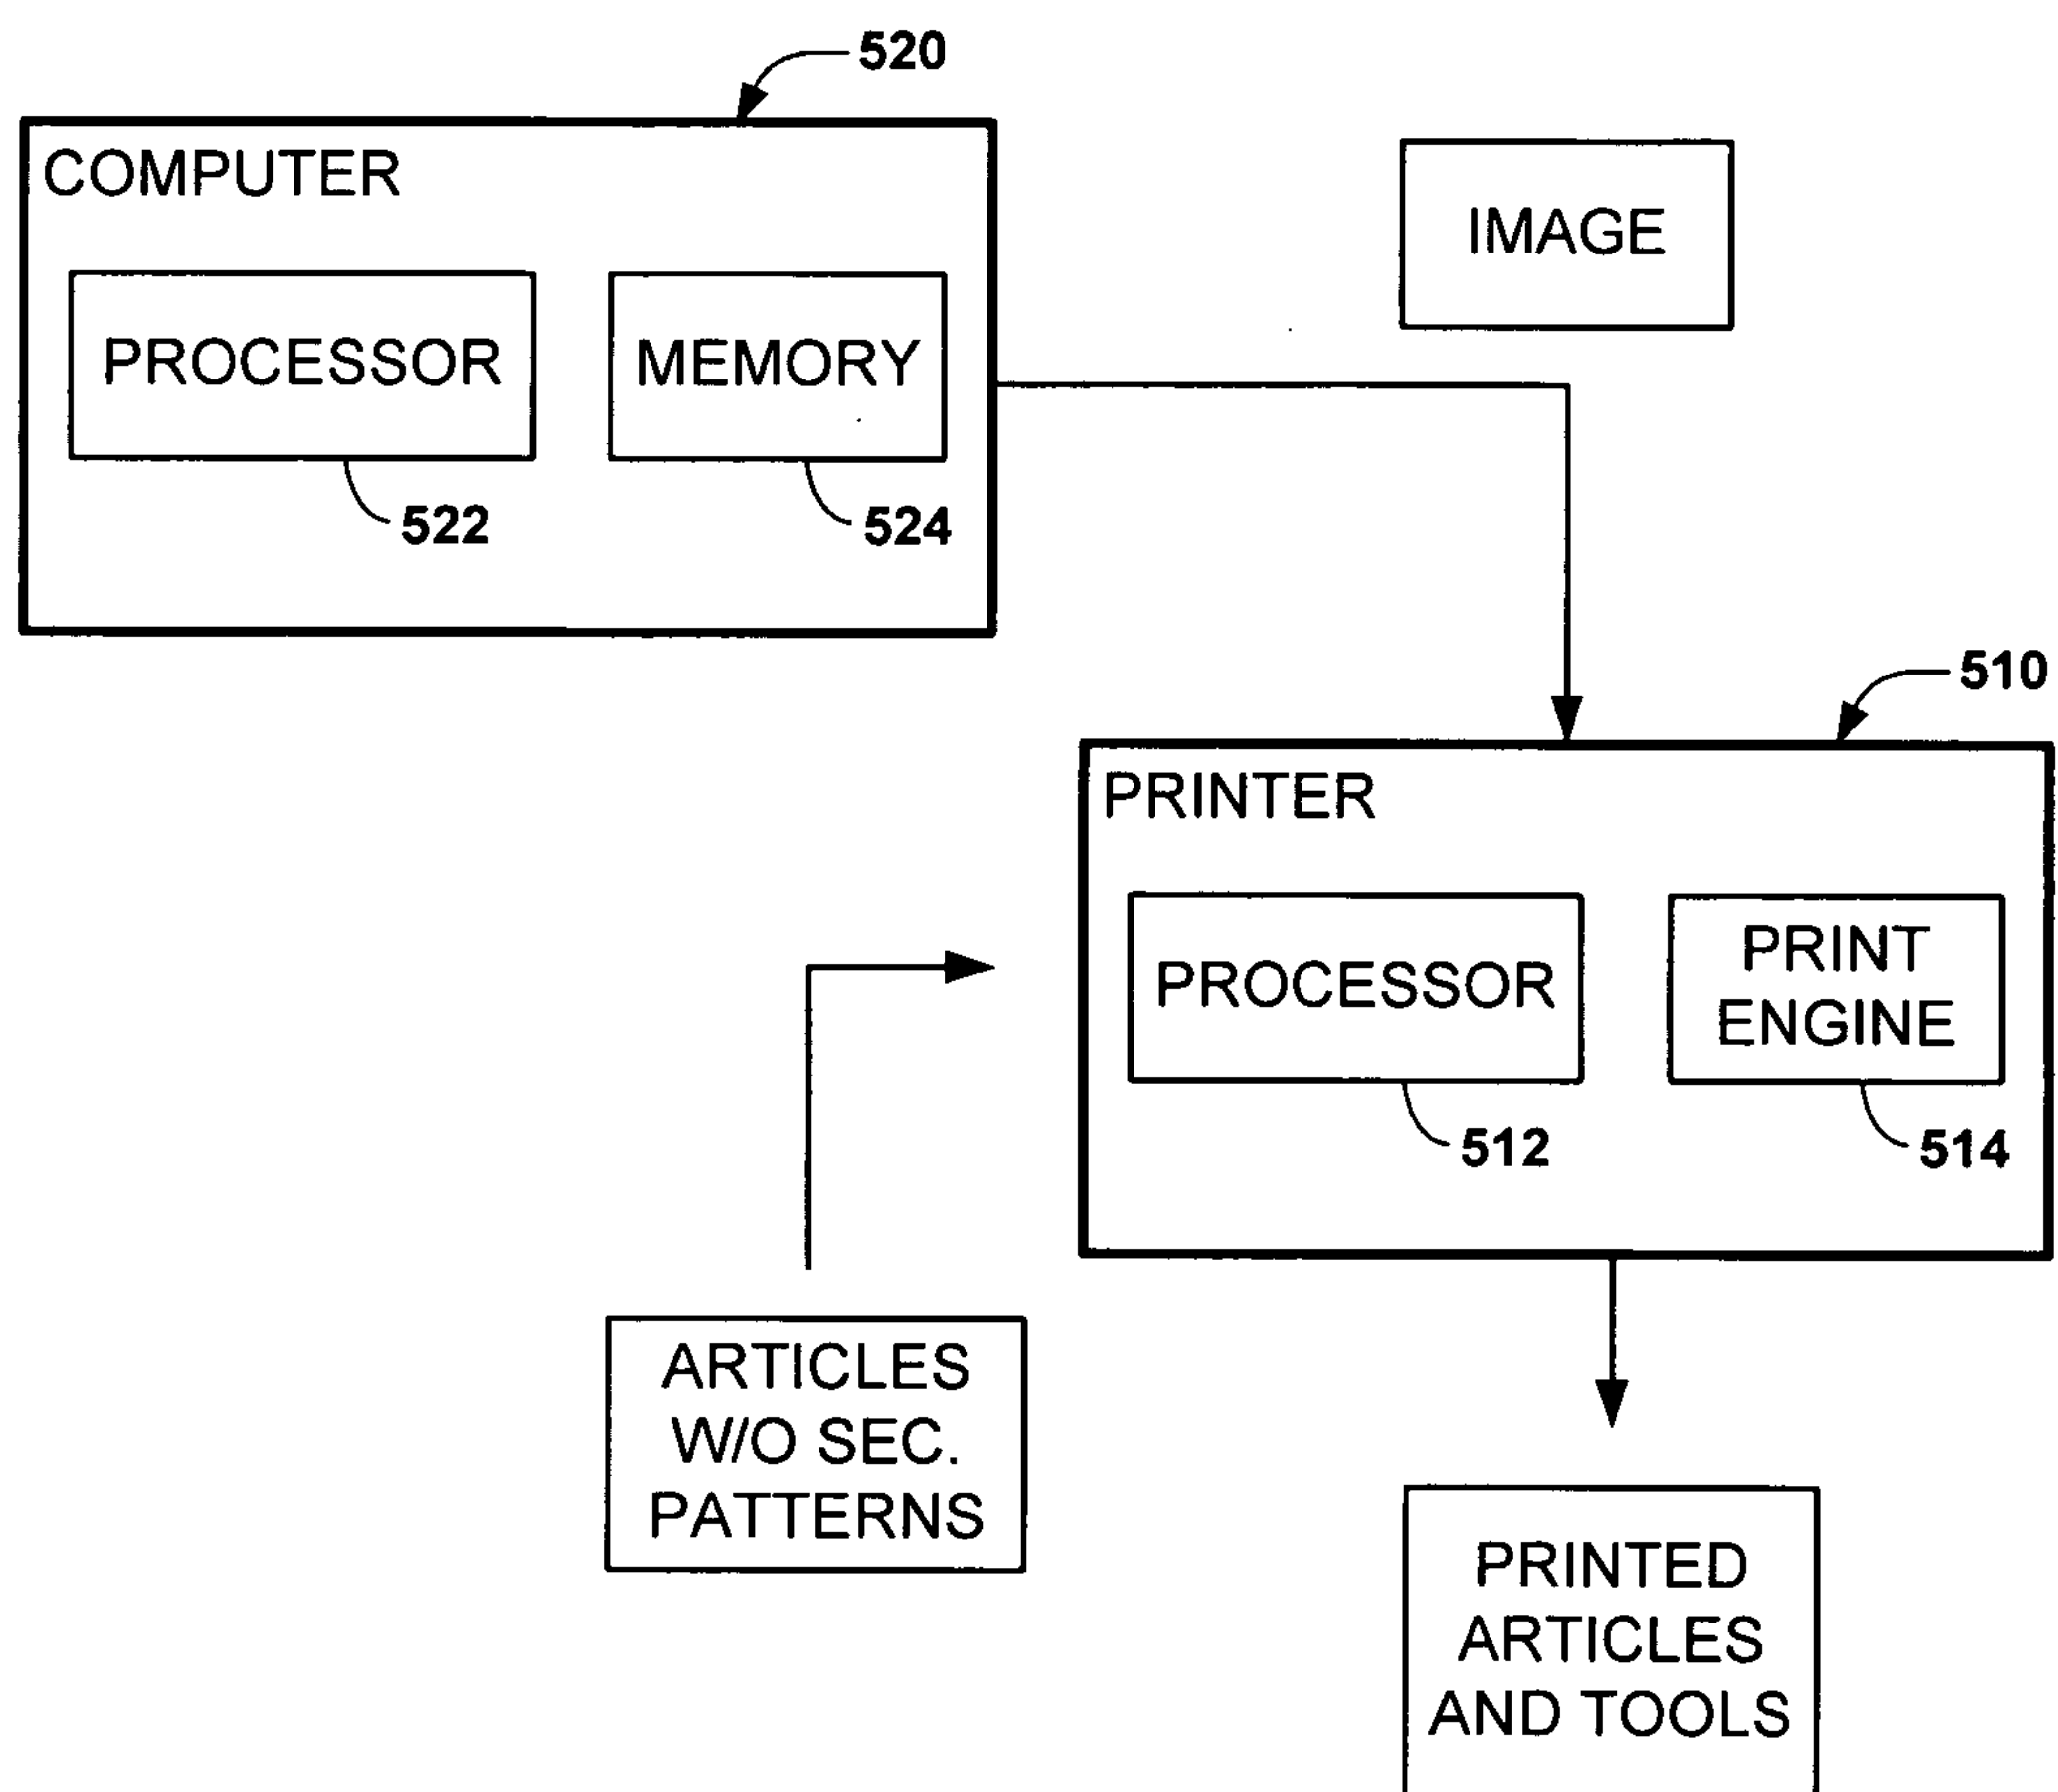 520
COMPUTER
IMAGE
PROCESSOR
MEMORY
522
524
510
PRINTER
PROCESSOR
PRINT
ENGINE
512
514
ARTICLES
W/O SEC.
PATTERNS
PRINTED
ARTICLES
AND TOOLS